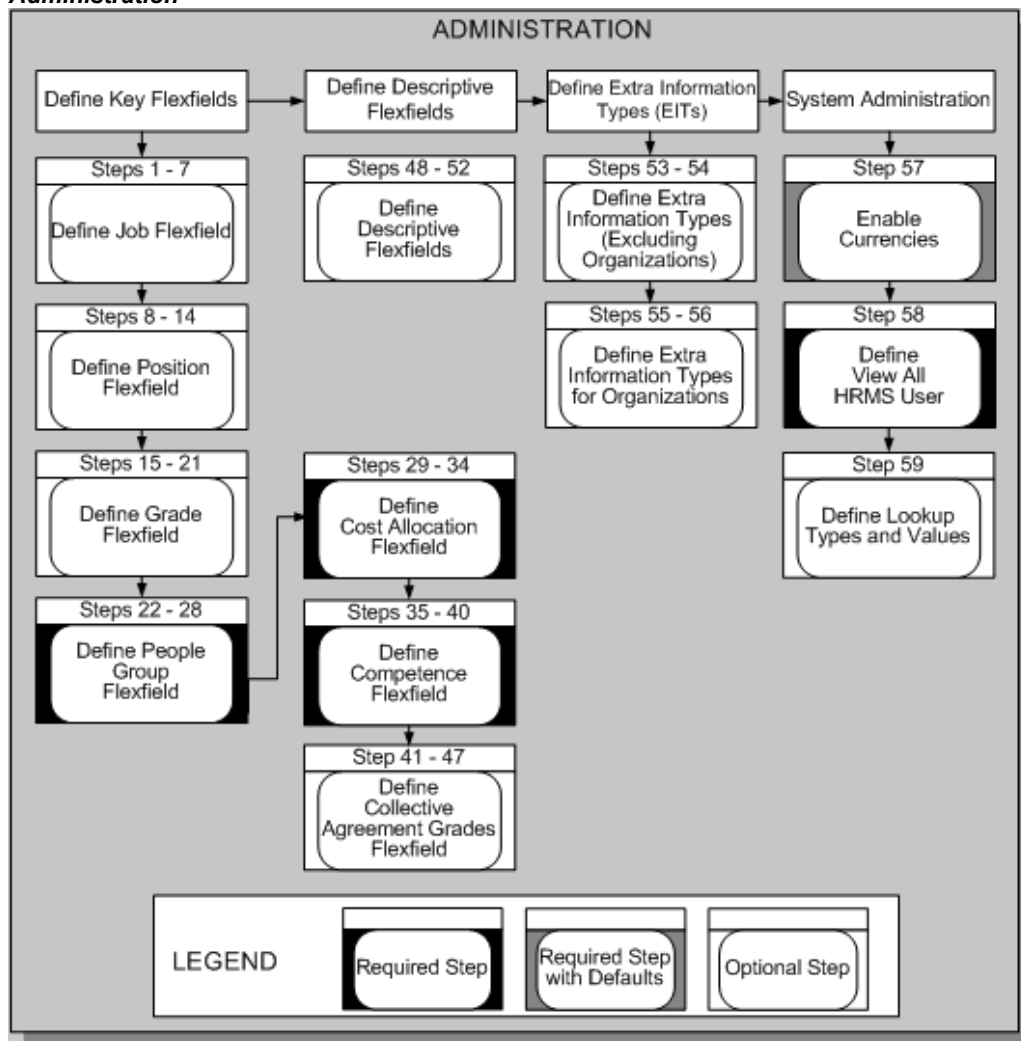 Administration
ADMINISTRATION
Define Key Flexfields
Define Descriptive
Flexfields
Define Extra Information
Types (EITs)
System Administration
Steps 1 - 7
Define Job Flexfield
Steps 8 - 14
Define Position
Flexfield
Steps 15 - 21
Define Grade
Flexfield
Steps 22 - 28
Define People
Group
Flexfield
Steps 48 - 52
Define
Descriptive
Flexfields
Steps 29 - 34
Define
Cost Allocation
Flexfield
Steps 35 - 40
Define
Competence
Flexfield
Step 41 - 47
Define
Collective
Agreement Grades
Flexfield
Steps 53 - 54
Define Extra
Information Types
(Excluding
Organizations)
Steps 55 - 56
Define Extra
Information Types
for Organizations
Step 57
Enable
Currencies
Step 58
Define
View All
HRMS User
Step 59
Define Lookup
Types and Values
LEGEND
Required Step
Required Step
with Defaults
Optional Step